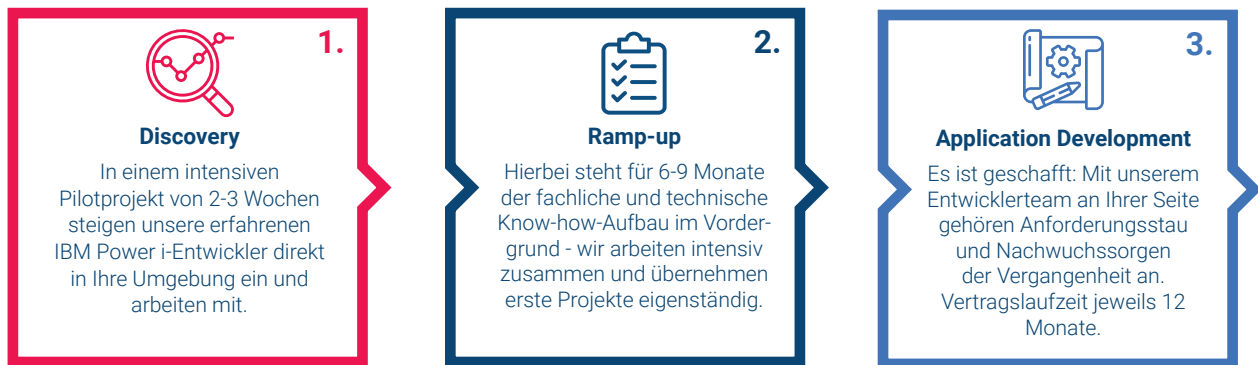 1.
Discovery
In einem intensiven
Pilotprojekt von 2-3 Wochen
steigen unsere erfahrenen
IBM Power i-Entwickler direkt
in Ihre Umgebung ein und
arbeiten mit.
2.
Ramp-up
Hierbei steht für 6-9 Monate
der fachliche und technische
Know-how-Aufbau im Vorder-
grund - wir arbeiten intensiv
zusammen und übernehmen
erste Projekte eigenständig.
3.
Application Development
Es ist geschafft: Mit unserem
Entwicklerteam an Ihrer Seite
gehören Anforderungsstau
und Nachwuchssorgen
der Vergangenheit an.
Vertragslaufzeit jeweils 12
Monate.